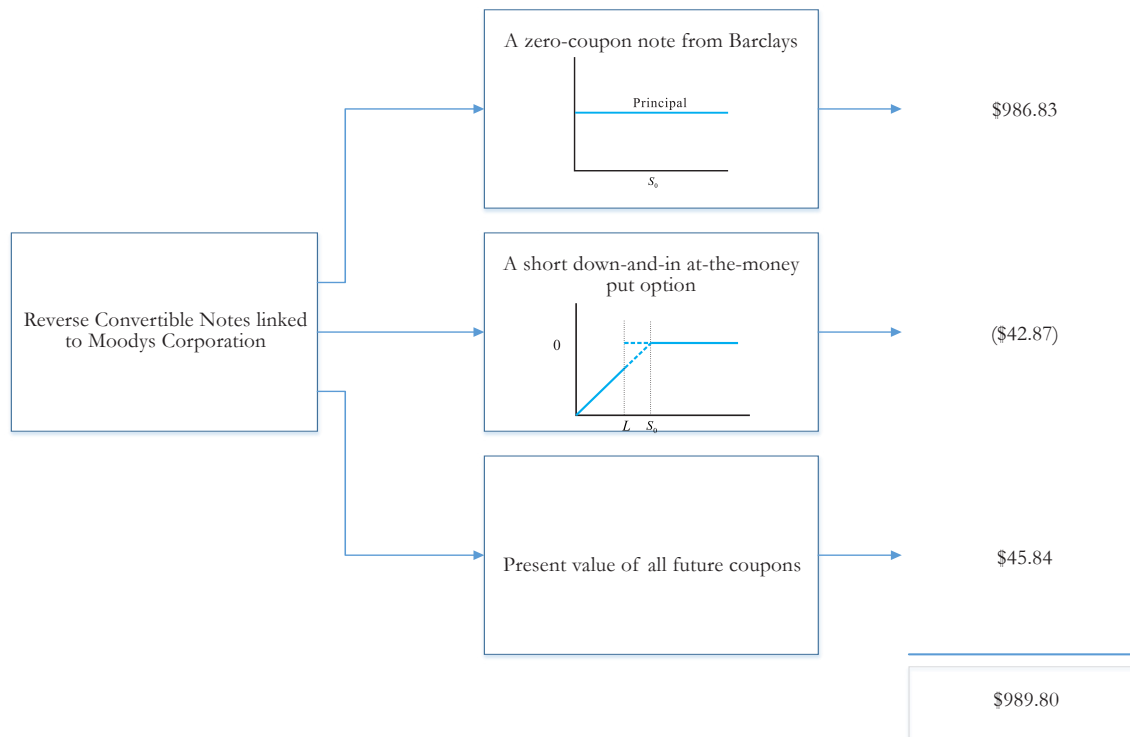 A zero-coupon note from Barclays
Principal
S₀
$986.83
Reverse Convertible Notes linked
to Moodys Corporation
A short down-and-in at-the-money
put option
0
L S₀
($42.87)
Present value of all future coupons
$45.84
$989.80